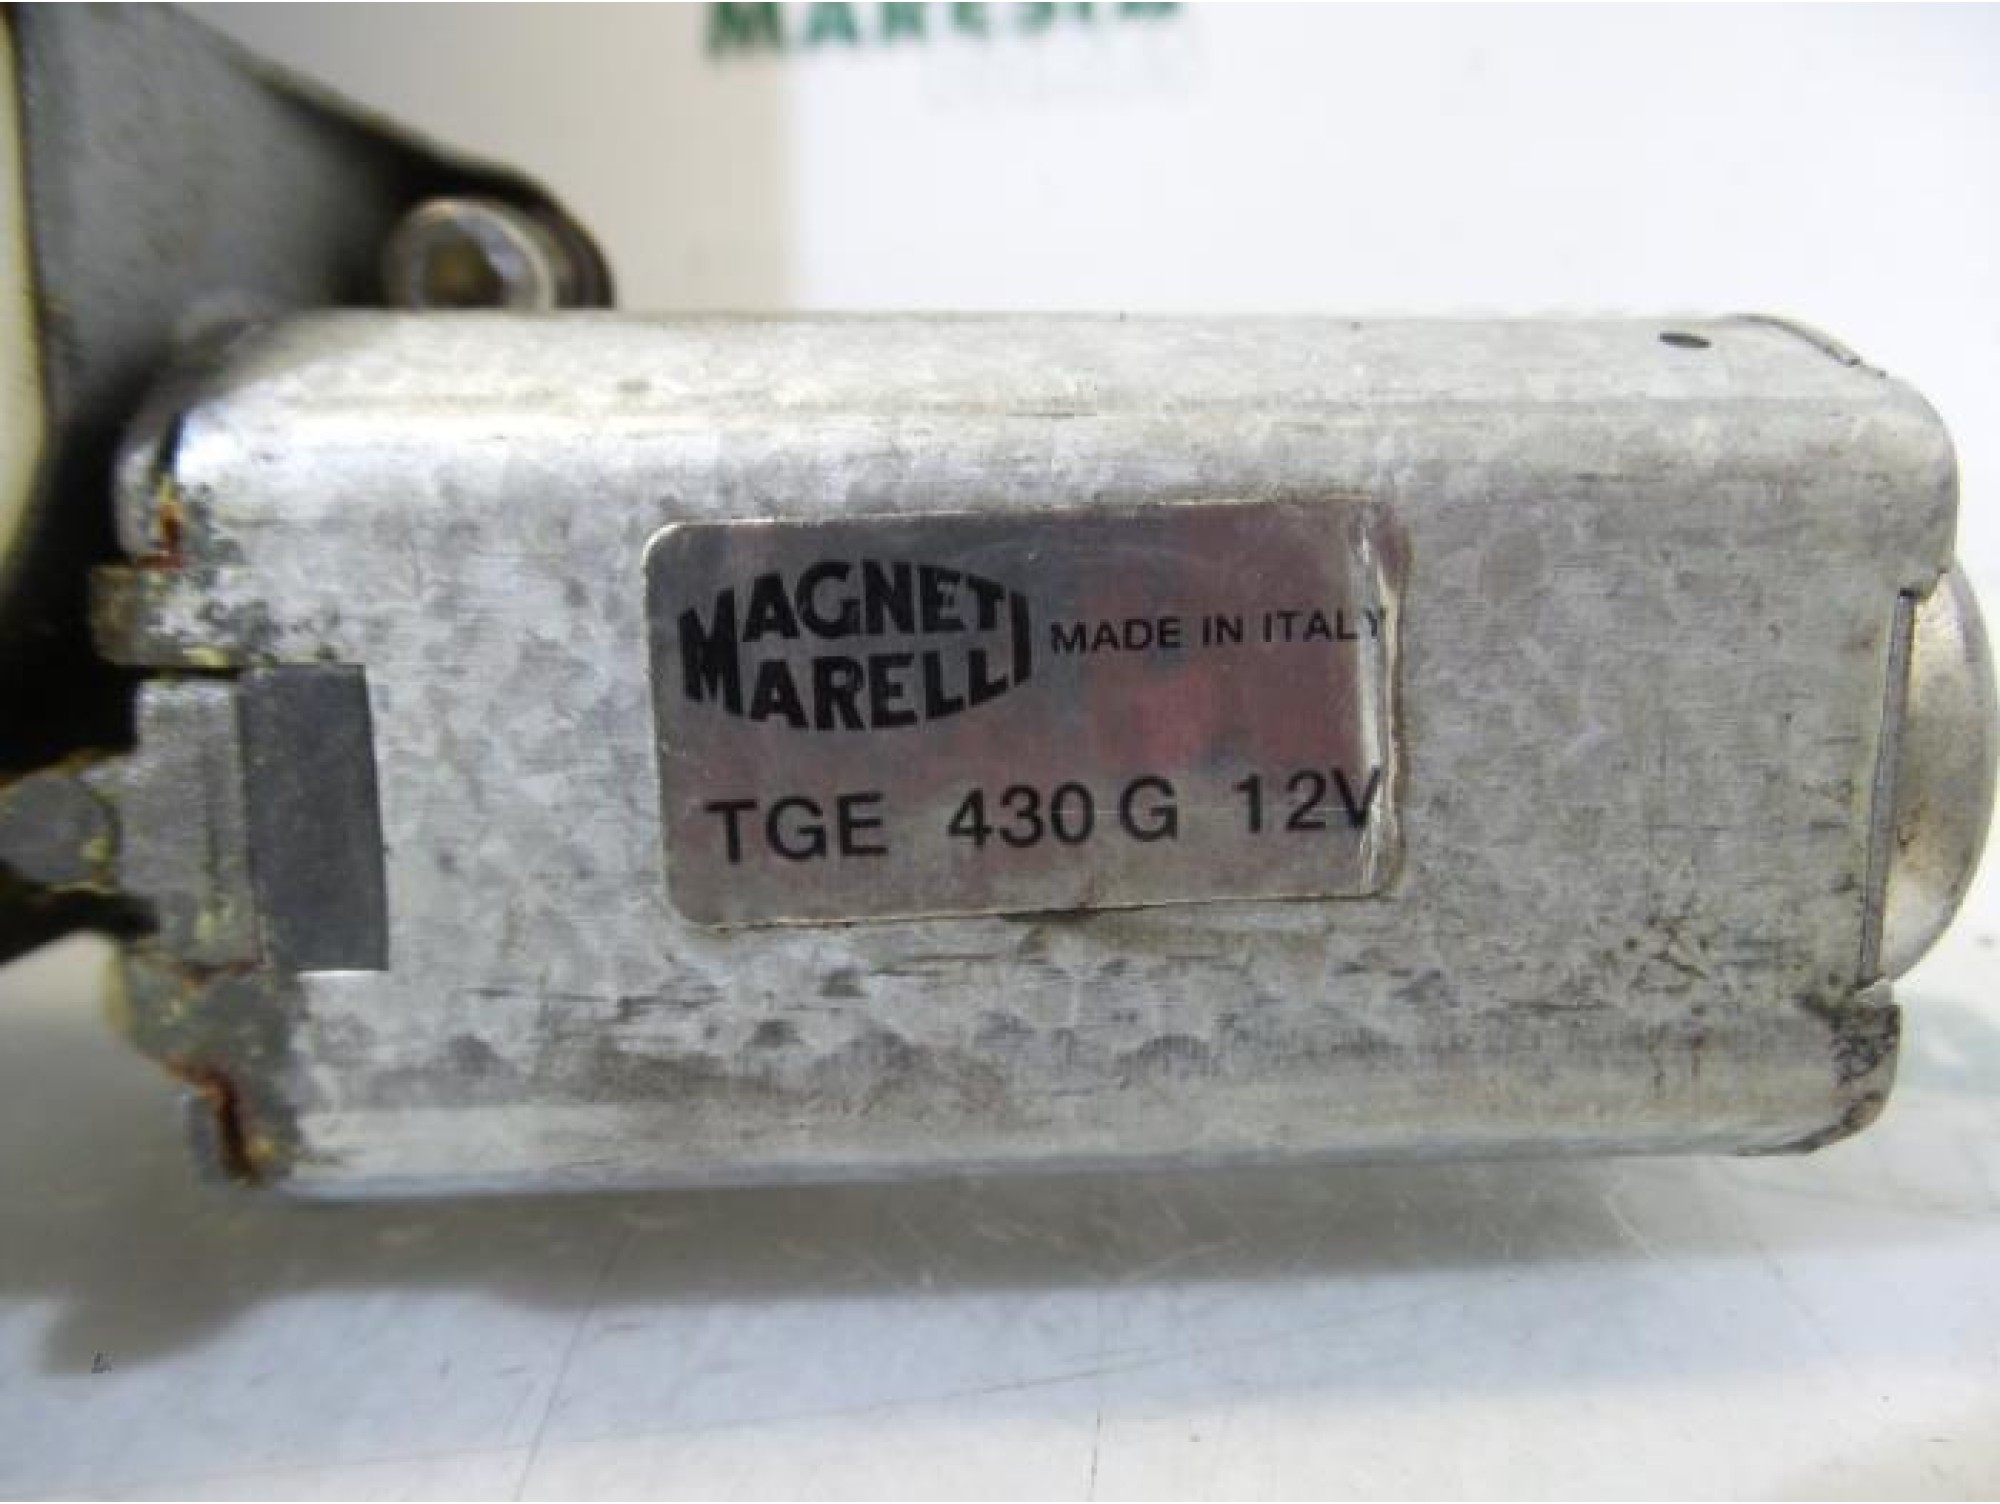 MAGNETI
MARELLI
MADE IN ITALY
TGE 430 G 12V